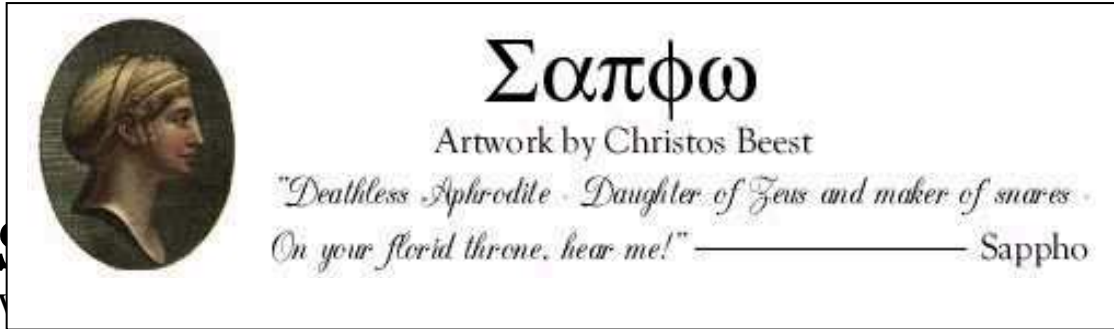 Σαπφω
Artwork by Christos Beest
"Deathless Aphrodite - Daughter of Zeus and maker of snares -
On your florid throne, hear me!" ———— Sappho